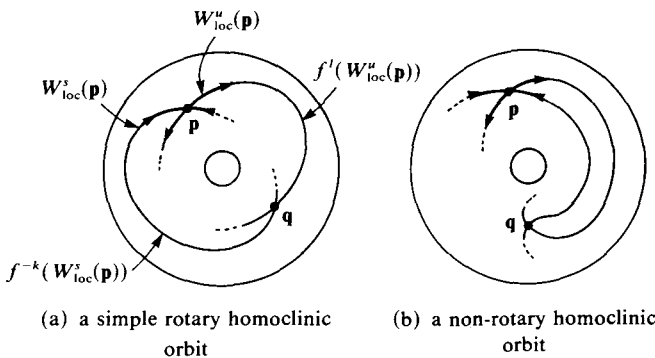 W^u_loc(p)
W^s_loc(p)
f^l(W^u_loc(p))
p
q
f^{-k}(W^s_loc(p))
p
q
(a) a simple rotary homoclinic
orbit
(b) a non-rotary homoclinic
orbit